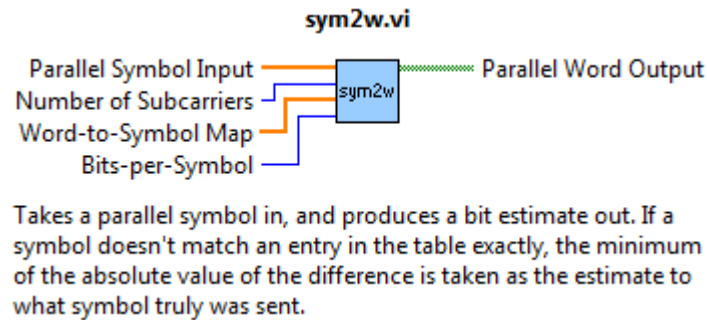 sym2w.vi
Parallel Symbol Input
sym2w
Parallel Word Output
Number of Subcarriers
Word-to-Symbol Map
Bits-per-Symbol
Takes a parallel symbol in, and produces a bit estimate out. If a
symbol doesn't match an entry in the table exactly, the minimum
of the absolute value of the difference is taken as the estimate to
what symbol truly was sent.